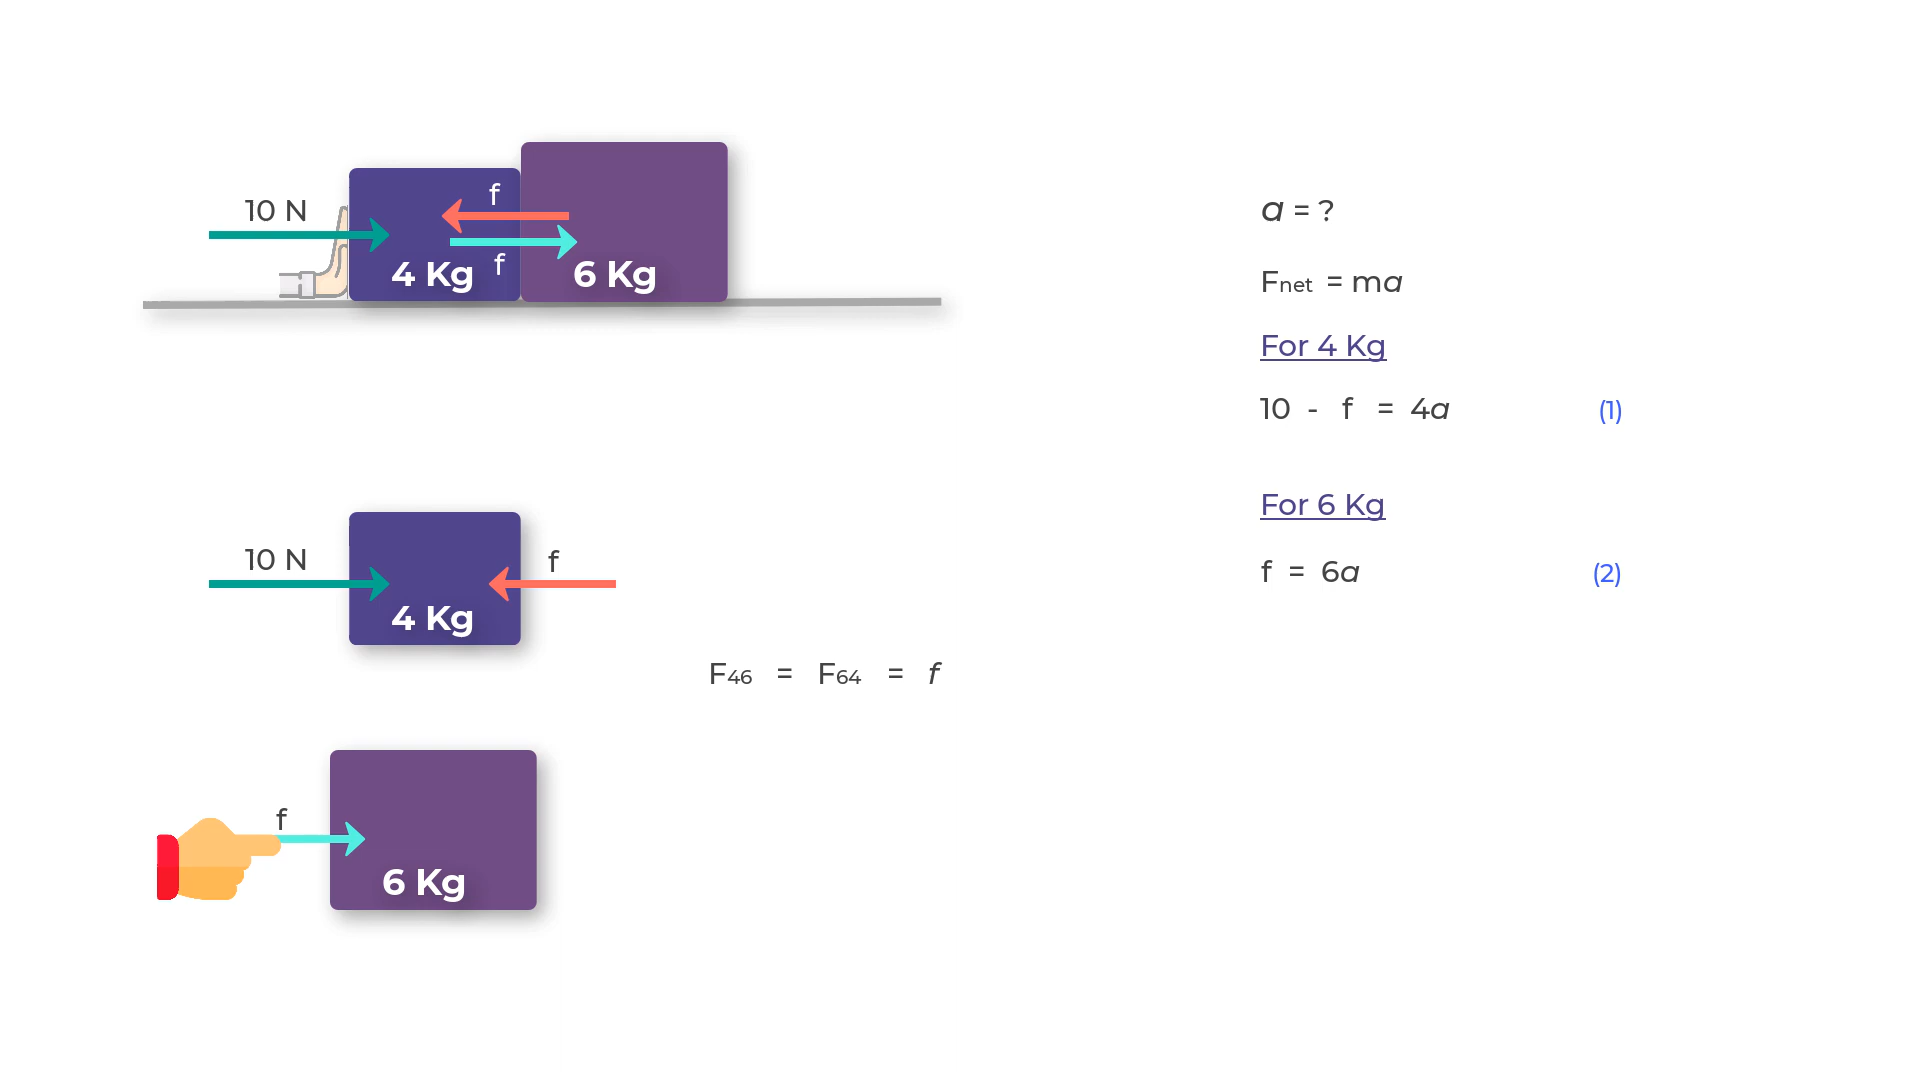 10 N
f
f
4 Kg
6 Kg
10 N
f
4 Kg
F46 = F64 = f
f
6 Kg
a = ?
Fnet = ma
For 4 Kg
10 - f = 4a (1)
For 6 Kg
f = 6a (2)